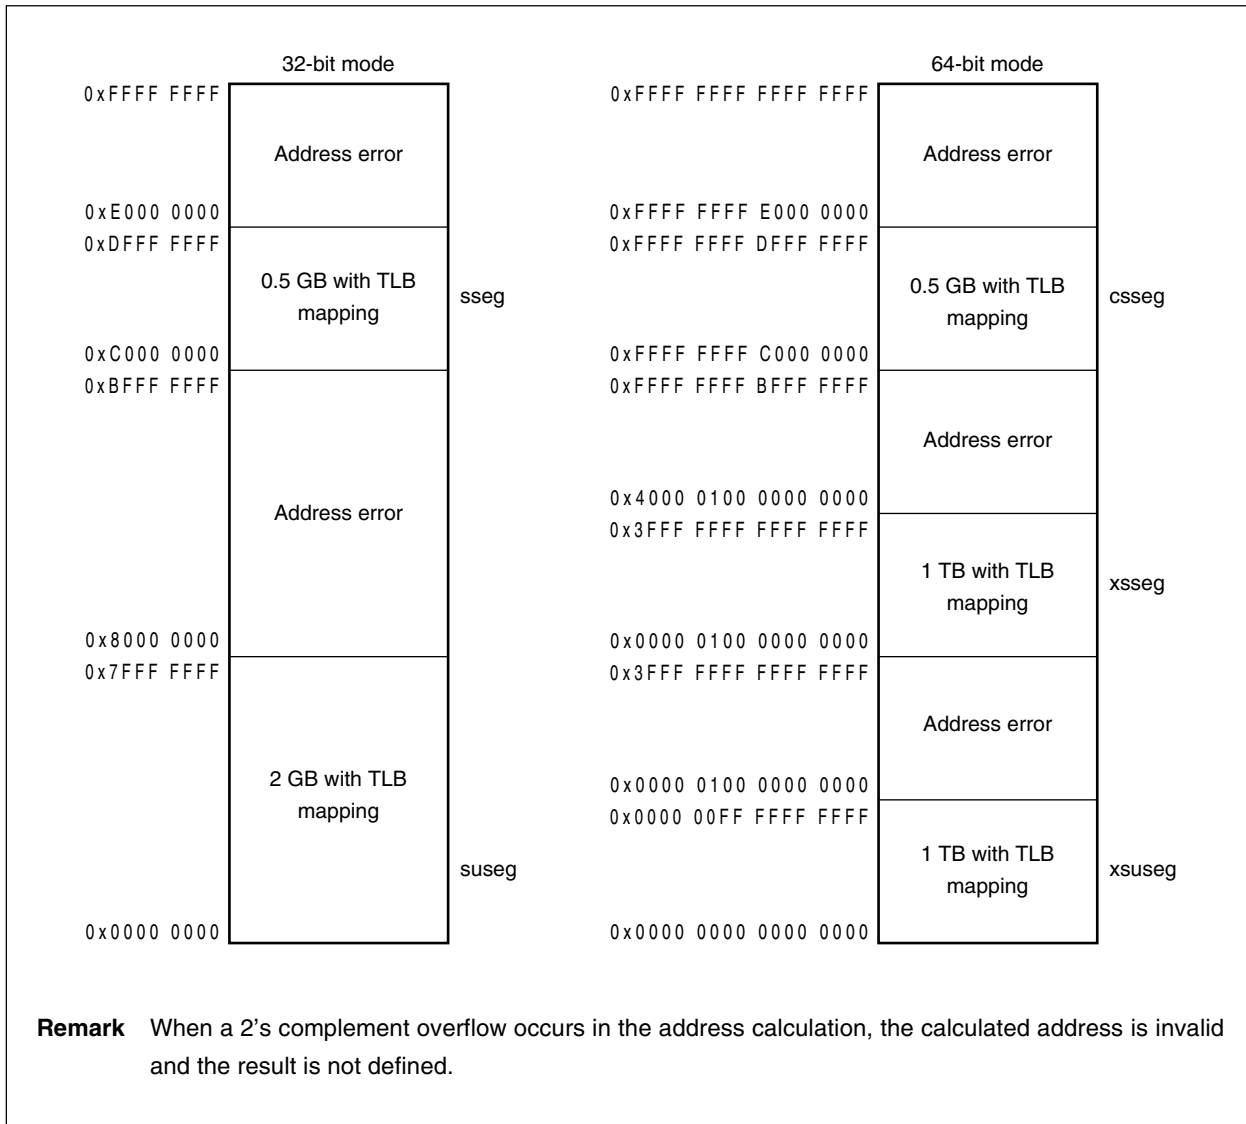 32-bit mode
0xFFFF FFFF
Address error
0xE000 0000
0xDFFF FFFF
0.5 GB with TLB
mapping
sseg
0xC000 0000
0xBFFF FFFF
Address error
0x8000 0000
0x7FFF FFFF
2 GB with TLB
mapping
suseg
0x0000 0000
64-bit mode
0xFFFF FFFF FFFF FFFF
Address error
0xFFFF FFFF E000 0000
0xFFFF FFFF DFFF FFFF
0.5 GB with TLB
mapping
csseg
0xFFFF FFFF C000 0000
0xFFFF FFFF BFFF FFFF
Address error
0x4000 0100 0000 0000
0x3FFF FFFF FFFF FFFF
1 TB with TLB
mapping
xsseg
0x0000 0100 0000 0000
0x3FFF FFFF FFFF FFFF
Address error
0x0000 0100 0000 0000
0x0000 00FF FFFF FFFF
1 TB with TLB
mapping
xsuseg
0x0000 0000 0000 0000
Remark When a 2's complement overflow occurs in the address calculation, the calculated address is invalid
and the result is not defined.